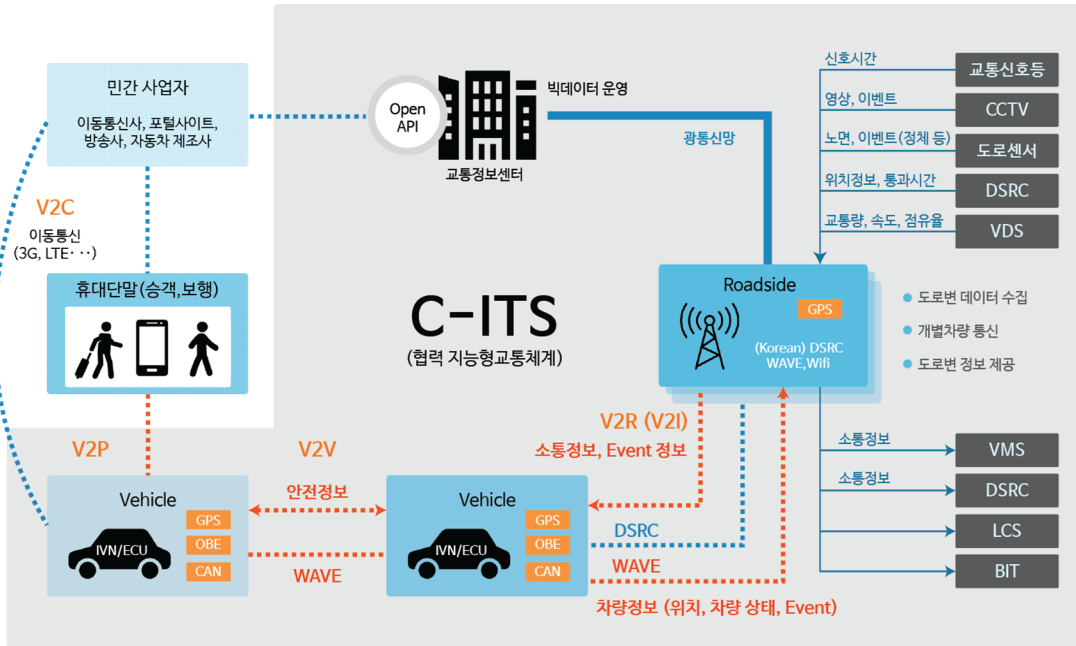 민간 사업자
이동통신사, 포털사이트,
방송사, 자동차 제조사
Open
API
빅데이터 운영
교통정보센터
광통신망
신호시간
교통신호등
영상, 이벤트
CCTV
노면, 이벤트(정체 등)
도로센서
위치정보, 통과시간
DSRC
교통량, 속도, 점유율
VDS
V2C
이동통신
(3G, LTE···)
휴대단말(승객,보행)
C-ITS
(협력 지능형교통체계)
Roadside
GPS
(Korean) DSRC
WAVE,Wifi
도로변 데이터 수집
개별차량 통신
도로변 정보 제공
V2P
V2V
V2R (V2I)
소통정보, Event 정보
소통정보
VMS
소통정보
DSRC
LCS
BIT
Vehicle
IVN/ECU
GPS
OBE
CAN
안전정보
WAVE
Vehicle
IVN/ECU
GPS
OBE
CAN
DSRC
WAVE
차량정보 (위치, 차량 상태, Event)